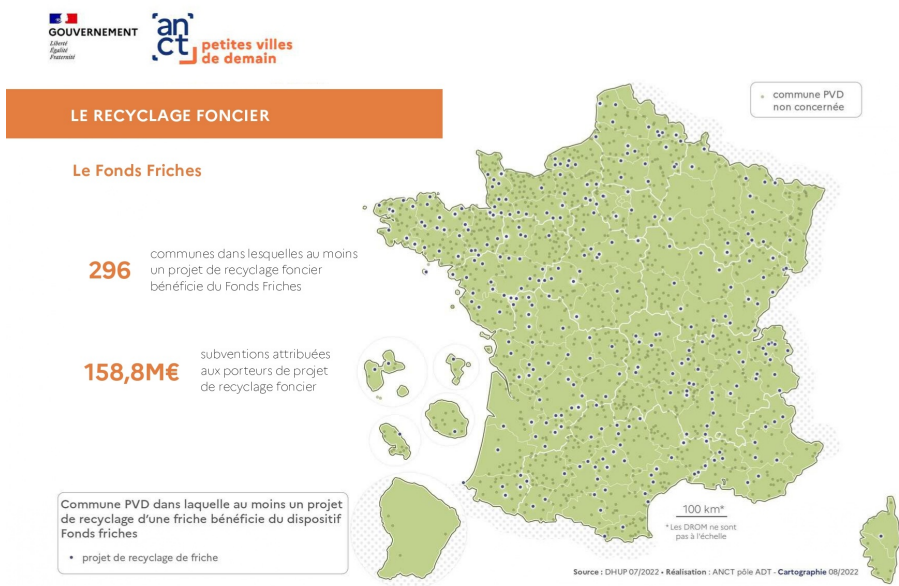 GOUVERNEMENT
Liberté
Égalité
Fraternité
anct
petites villes
de demain
LE RECYCLAGE FONCIER
commune PVD
non concernée
Le Fonds Friches
296
communes dans lesquelles au moins
un projet de recyclage foncier
bénéficie du Fonds Friches
158,8M€
subventions attribuées
aux porteurs de projet
de recyclage foncier
Commune PVD dans laquelle au moins un projet
de recyclage d'une friche bénéficie du dispositif
Fonds friches
• projet de recyclage de friche
100 km*
* Les DROM ne sont
pas à l'échelle
Source : DHUP 07/2022 • Réalisation : ANCT pôle ADT - Cartographie 08/2022